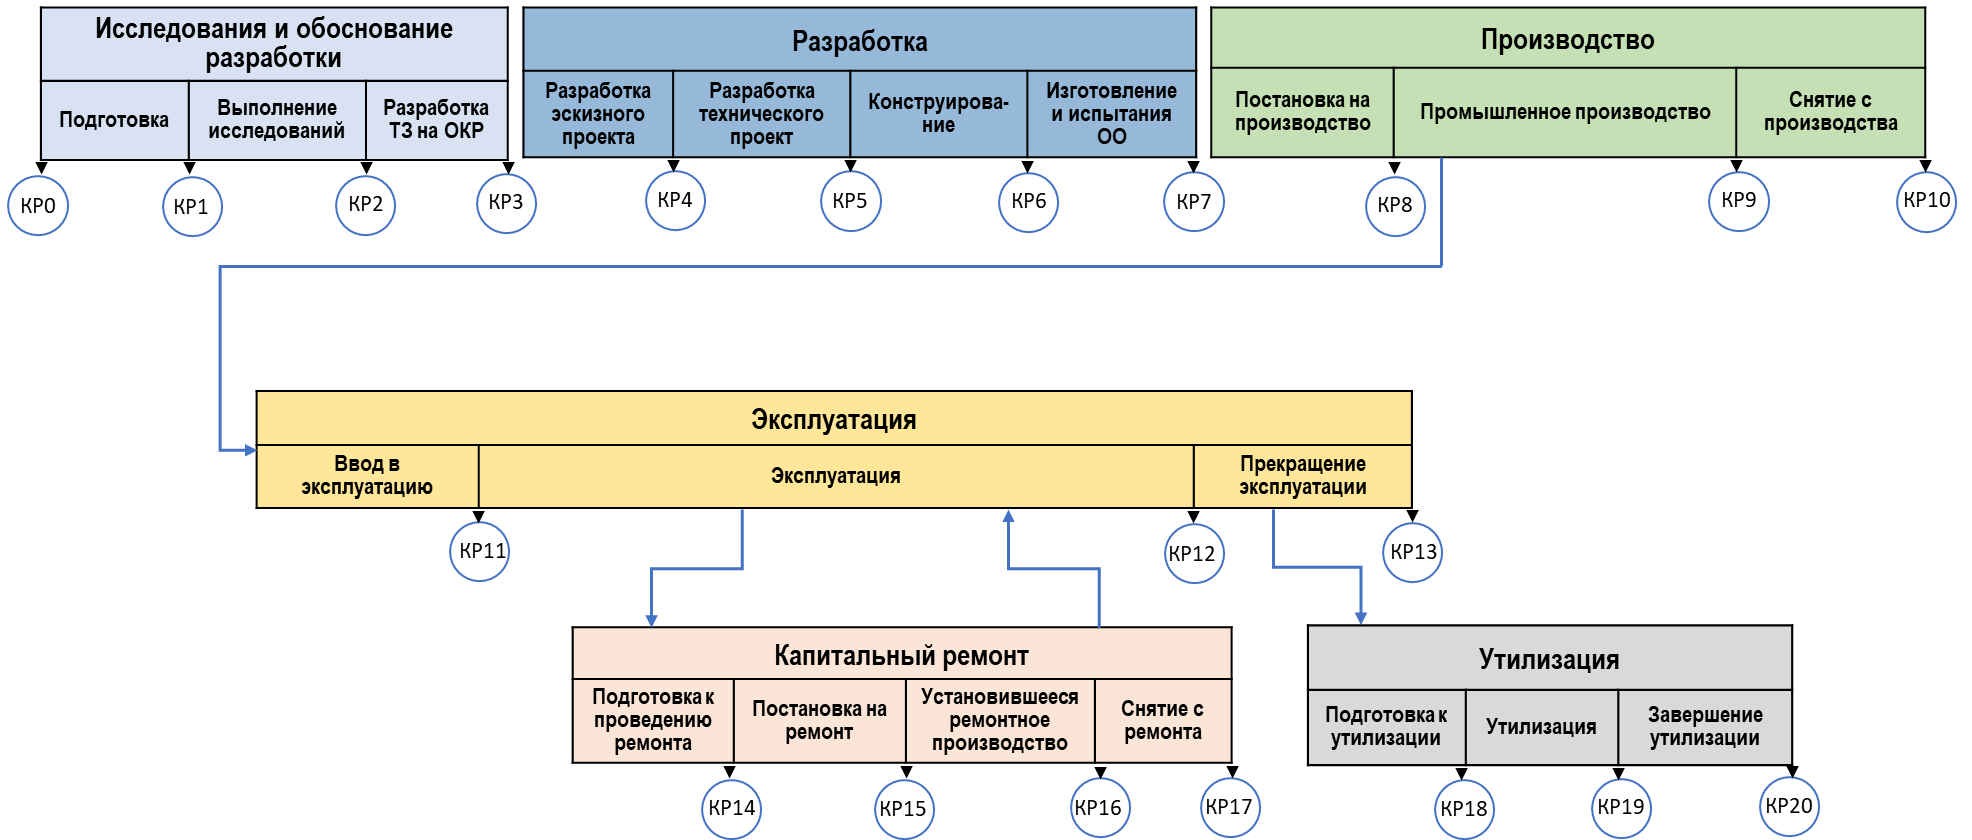 Исследования и обоснование
разработки
Подготовка
Выполнение
исследований
Разработка
ТЗ на ОКР
Разработка
Разработка
эскизного
проекта
Разработка
технического
проект
Конструирова-
ние
Изготовление
и испытания
ОО
Производство
Постановка на
производство
Промышленное производство
Снятие с
производства
КР0
КР1
КР2
КР3
КР4
КР5
КР6
КР7
КР8
КР9
КР10
Эксплуатация
Ввод в
эксплуатацию
Эксплуатация
Прекращение
эксплуатации
КР11
КР12
КР13
Капитальный ремонт
Подготовка к
проведению
ремонта
Постановка на
ремонт
Установившееся
ремонтное
производство
Снятие с
ремонта
КР14
КР15
КР16
КР17
Утилизация
Подготовка к
утилизации
Утилизация
Завершение
утилизации
КР18
КР19
КР20